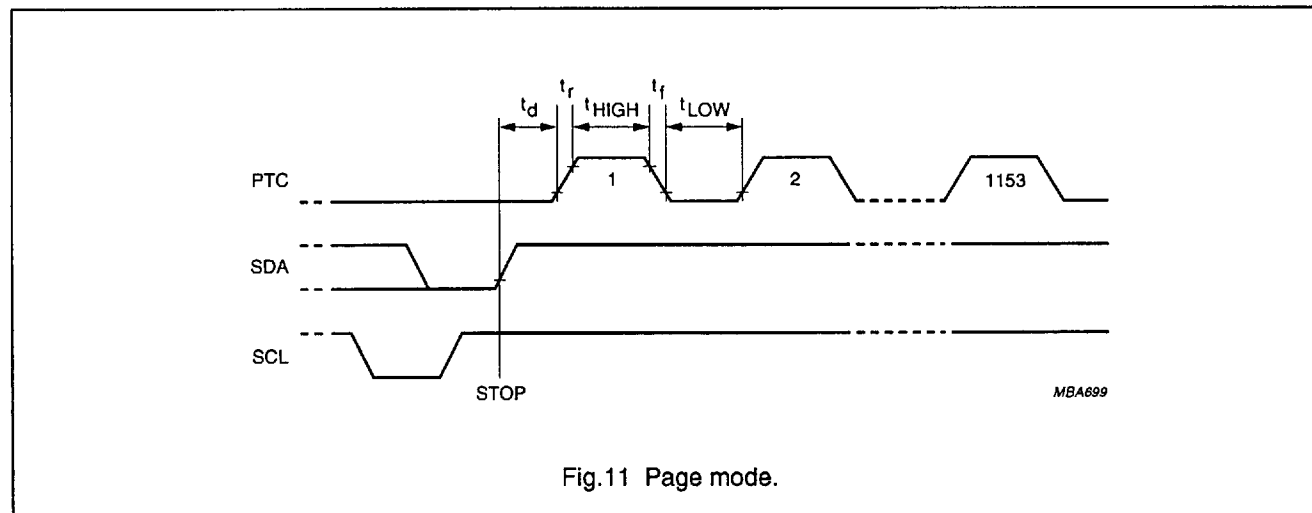 t_d t_r t_HIGH t_f t_LOW
PTC 1 2 1153
SDA
SCL
STOP
MBA699
Fig.11 Page mode.